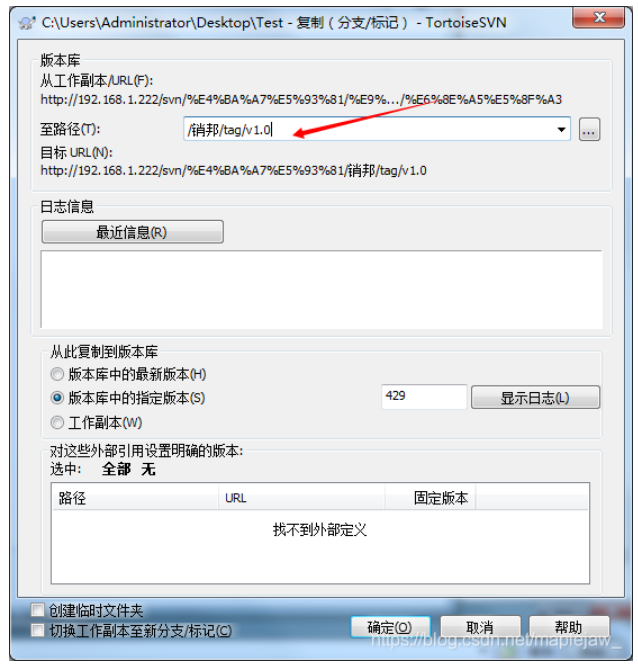 C:\Users\Administrator\Desktop\Test - 复制（分支/标记） - TortoiseSVN
版本库
从工作副本/URL(F):
http://192.168.1.222/svn/%E4%BA%A7%E5%93%81/%E9%.../%E6%8E%A5%E5%8F%A3
至路径(T):
/销邦/tag/v1.0
...
目标 URL(N):
http://192.168.1.222/svn/%E4%BA%A7%E5%93%81/销邦/tag/v1.0
日志信息
最近信息(R)
从此复制到版本库
版本库中的最新版本(H)
版本库中的指定版本(S)
429
显示日志(L)
工作副本(W)
对这些外部引用设置明确的版本:
选中: 全部 无
路径 URL 固定版本
找不到外部定义
创建临时文件夹
切换工作副本至新分支/标记(C)
确定(O) 取消 帮助
https://blog.csdn.net/maplejaw_